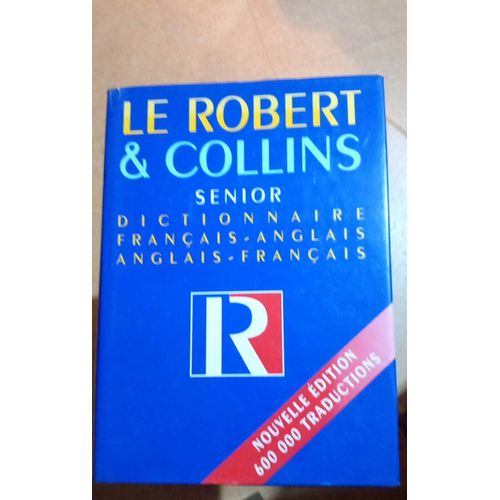 LE ROBERT
& COLLINS
SENIOR
DICTIONNAIRE
FRANÇAIS-ANGLAIS
ANGLAIS-FRANÇAIS
R
NOUVELLE ÉDITION
600 000 TRADUCTIONS